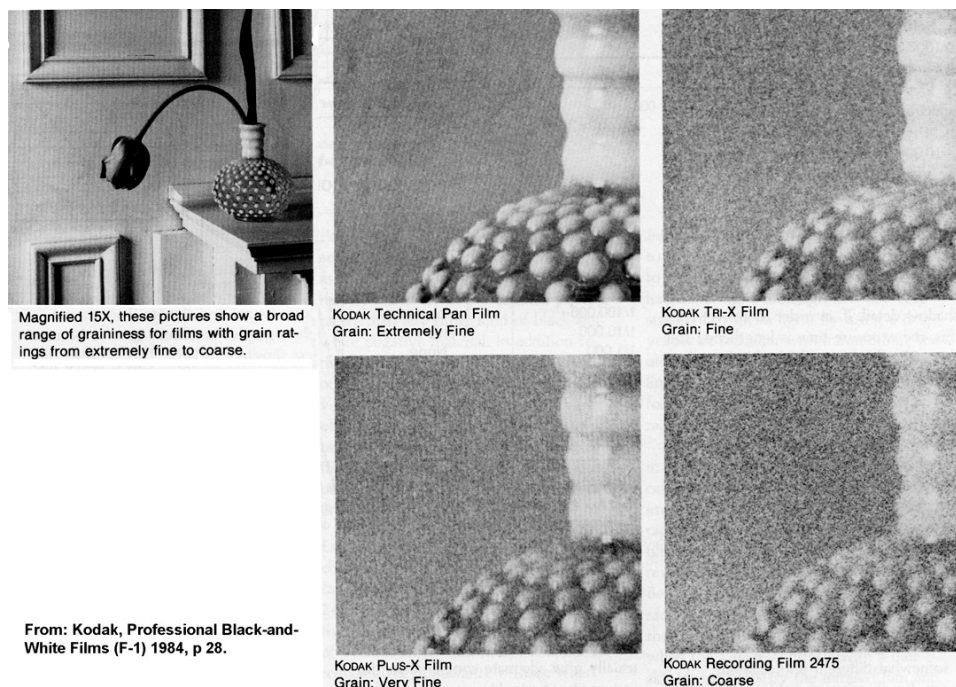 Magnified 15X, these pictures show a broad
range of graininess for films with grain rat-
ings from extremely fine to coarse.
KODAK Technical Pan Film
Grain: Extremely Fine
KODAK TRI-X Film
Grain: Fine
KODAK PLUS-X Film
Grain: Very Fine
KODAK Recording Film 2475
Grain: Coarse
From: Kodak, Professional Black-and-
White Films (F-1) 1984, p 28.